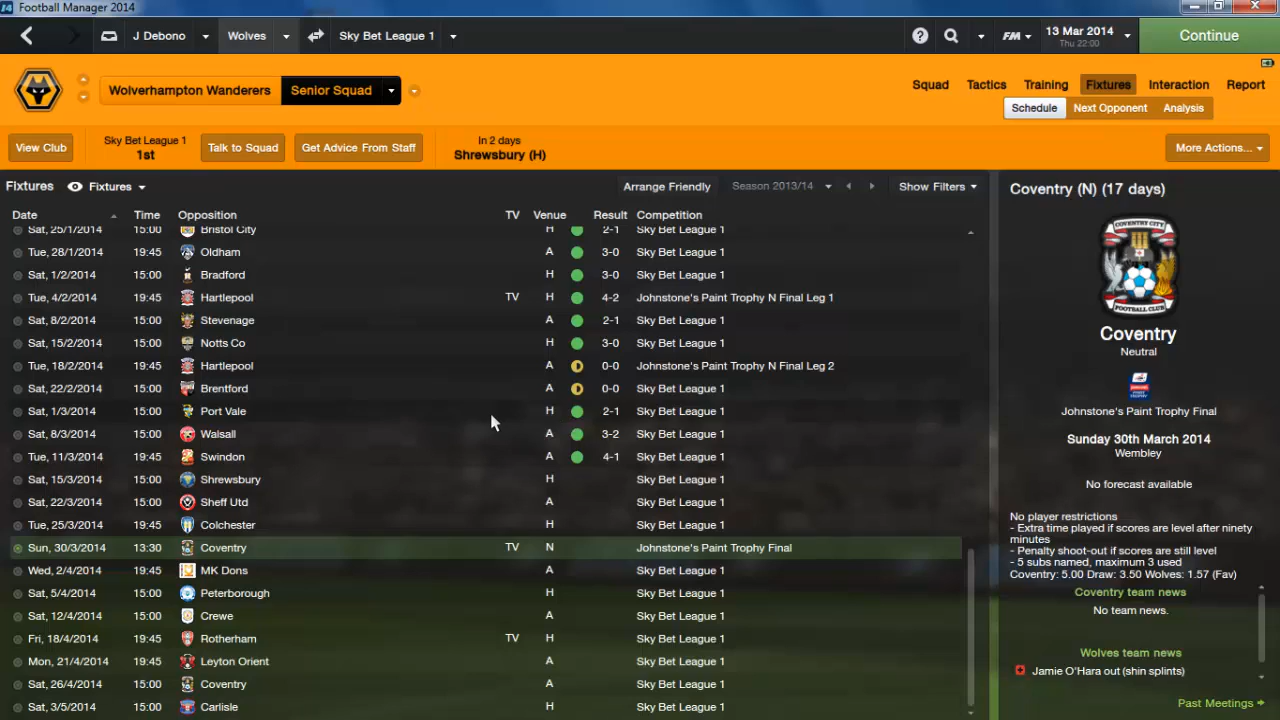 Football Manager 2014
J Debono Wolves Sky Bet League 1 FM 13 Mar 2014 Continue
Thu 22:00
Wolverhampton Wanderers Senior Squad
Squad Tactics Training Fixtures Interaction Report
Schedule Next Opponent Analysis
View Club Sky Bet League 1 Talk to Squad Get Advice From Staff In 2 days More Actions...
1st Shrewsbury (H)
Fixtures Fixtures Arrange Friendly Season 2013/14 Show Filters
Date Time Opposition TV Venue Result Competition
Sat, 25/1/2014 15:00 Bristol City H 2-1 Sky Bet League 1
Tue, 28/1/2014 19:45 Oldham A 3-0 Sky Bet League 1
Sat, 1/2/2014 15:00 Bradford H 3-0 Sky Bet League 1
Tue, 4/2/2014 19:45 Hartlepool TV H 4-2 Johnstone's Paint Trophy N Final Leg 1
Sat, 8/2/2014 15:00 Stevenage A 2-1 Sky Bet League 1
Sat, 15/2/2014 15:00 Notts Co H 3-0 Sky Bet League 1
Tue, 18/2/2014 19:45 Hartlepool A 0-0 Johnstone's Paint Trophy N Final Leg 2
Sat, 22/2/2014 15:00 Brentford A 0-0 Sky Bet League 1
Sat, 1/3/2014 15:00 Port Vale H 2-1 Sky Bet League 1
Sat, 8/3/2014 15:00 Walsall A 3-2 Sky Bet League 1
Tue, 11/3/2014 19:45 Swindon A 4-1 Sky Bet League 1
Sat, 15/3/2014 15:00 Shrewsbury H Sky Bet League 1
Sat, 22/3/2014 15:00 Sheff Utd A Sky Bet League 1
Tue, 25/3/2014 19:45 Colchester H Sky Bet League 1
Sun, 30/3/2014 13:30 Coventry TV N Johnstone's Paint Trophy Final
Wed, 2/4/2014 19:45 MK Dons A Sky Bet League 1
Sat, 5/4/2014 15:00 Peterborough H Sky Bet League 1
Sat, 12/4/2014 15:00 Crewe A Sky Bet League 1
Fri, 18/4/2014 19:45 Rotherham TV H Sky Bet League 1
Mon, 21/4/2014 19:45 Leyton Orient A Sky Bet League 1
Sat, 26/4/2014 15:00 Coventry A Sky Bet League 1
Sat, 3/5/2014 15:00 Carlisle H Sky Bet League 1
Coventry (N) (17 days)
Coventry
Neutral
Johnstone's Paint Trophy Final
Sunday 30th March 2014
Wembley
No forecast available
No player restrictions
- Extra time played if scores are level after ninety
minutes
- Penalty shoot-out if scores are still level
- 5 subs named, maximum 3 used
Coventry: 5.00 Draw: 3.50 Wolves: 1.57 (Fav)
Coventry team news
No team news.
Wolves team news
Jamie O'Hara out (shin splints)
Past Meetings